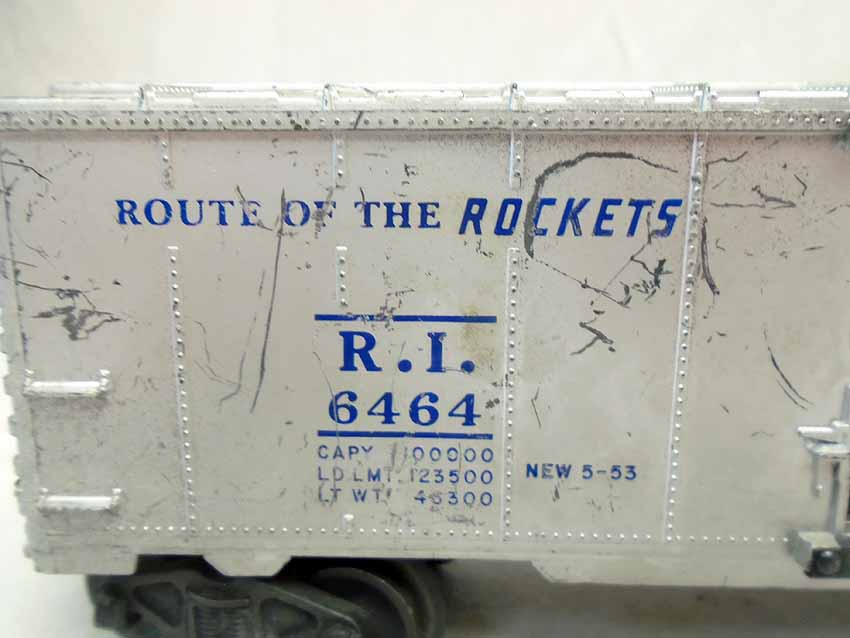 ROUTE OF THE ROCKETS
R.I.
6464
CAPY 100000
LD LMT. 123500
LT WT 46300
NEW 5-53